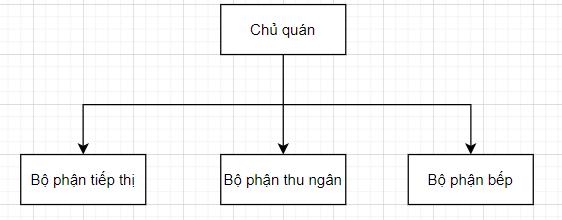 Chủ quán
Bộ phận tiếp thị
Bộ phận thu ngân
Bộ phận bếp